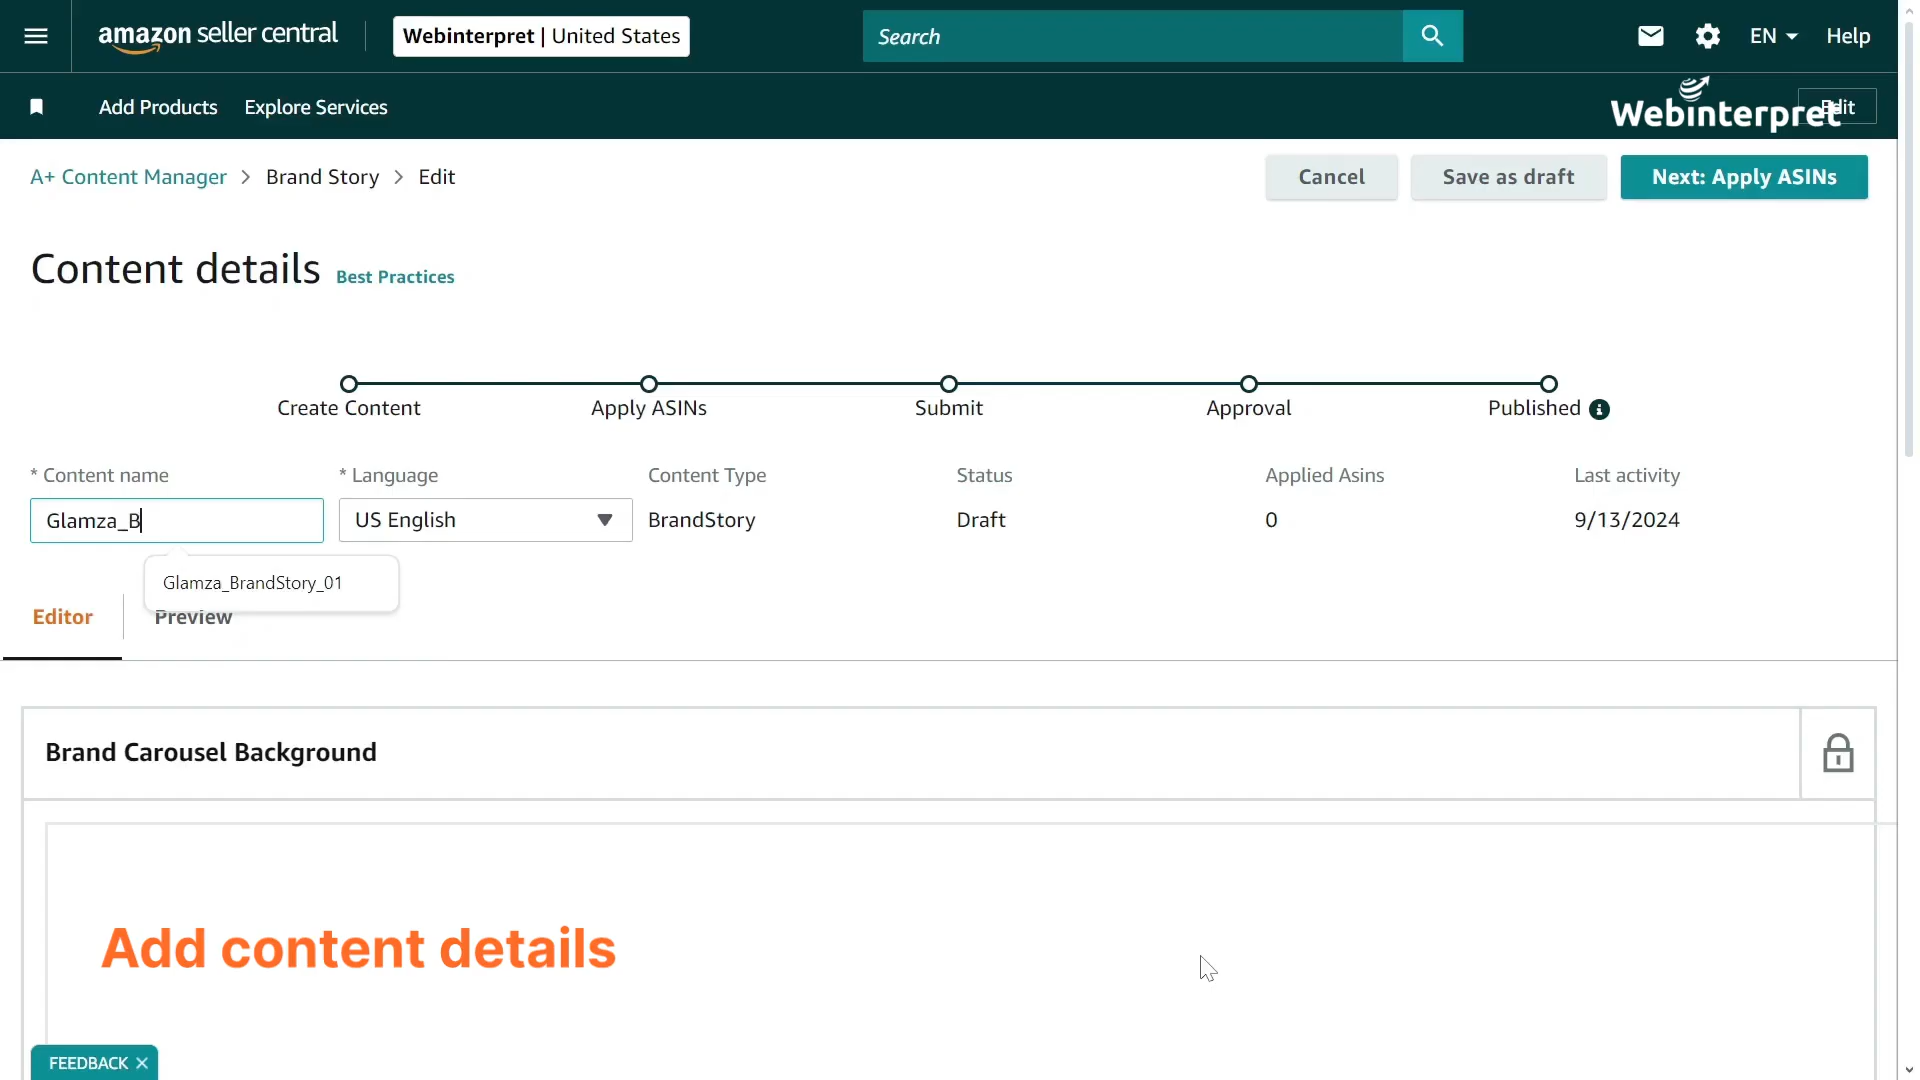 amazon seller central
Webinterpret | United States
Search
EN
Help
Add Products
Explore Services
Webinterpret
Edit
A+ Content Manager > Brand Story > Edit
Cancel
Save as draft
Next: Apply ASINs
Content details
Best Practices
Create Content
Apply ASINs
Submit
Approval
Published
* Content name
* Language
Content Type
Status
Applied Asins
Last activity
Glamza_B
US English
BrandStory
Draft
0
9/13/2024
Glamza_BrandStory_01
Editor
Preview
Brand Carousel Background
Add content details
FEEDBACK